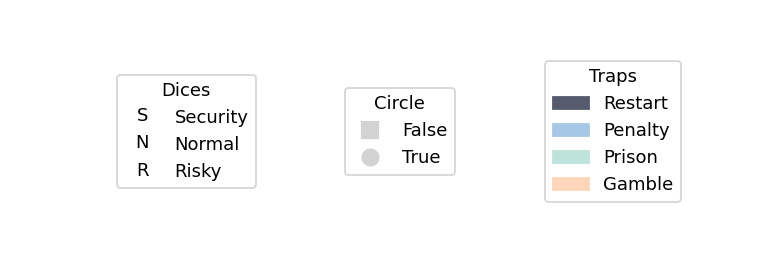 Dices
S Security
N Normal
R Risky
Circle
False
True
Traps
Restart
Penalty
Prison
Gamble